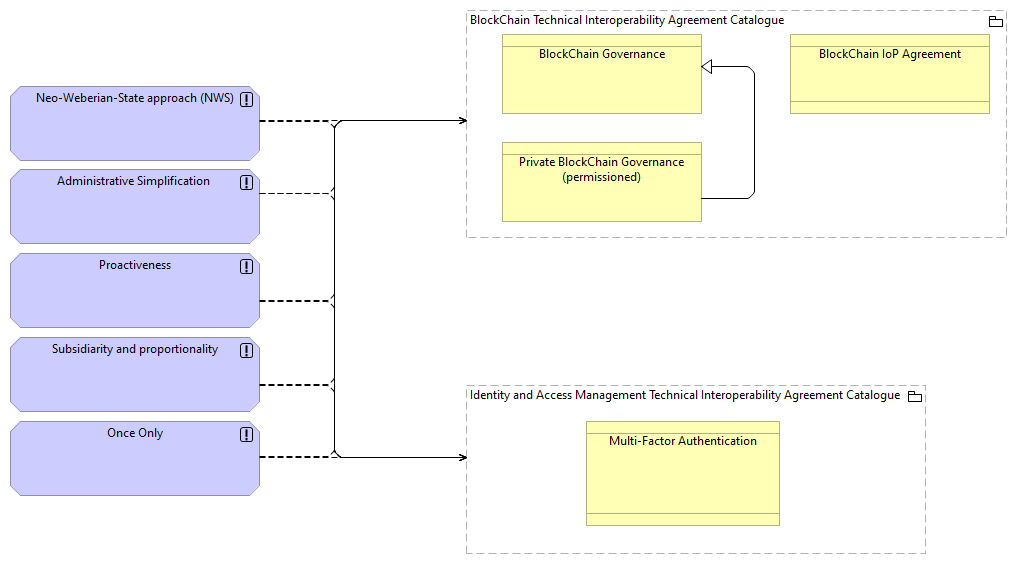 BlockChain Technical Interoperability Agreement Catalogue
BlockChain Governance
BlockChain IoP Agreement
Private BlockChain Governance
(permissioned)
Neo-Weberian-State approach (NWS)
Administrative Simplification
Proactiveness
Subsidiarity and proportionality
Once Only
Identity and Access Management Technical Interoperability Agreement Catalogue
Multi-Factor Authentication